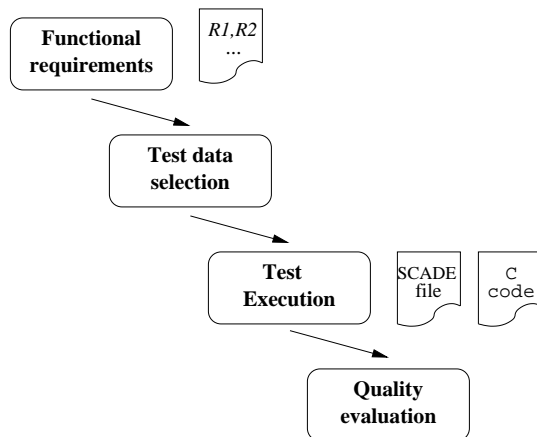 Functional
requirements
R1,R2
...
Test data
selection
Test
Execution
SCADE
file
C
code
Quality
evaluation